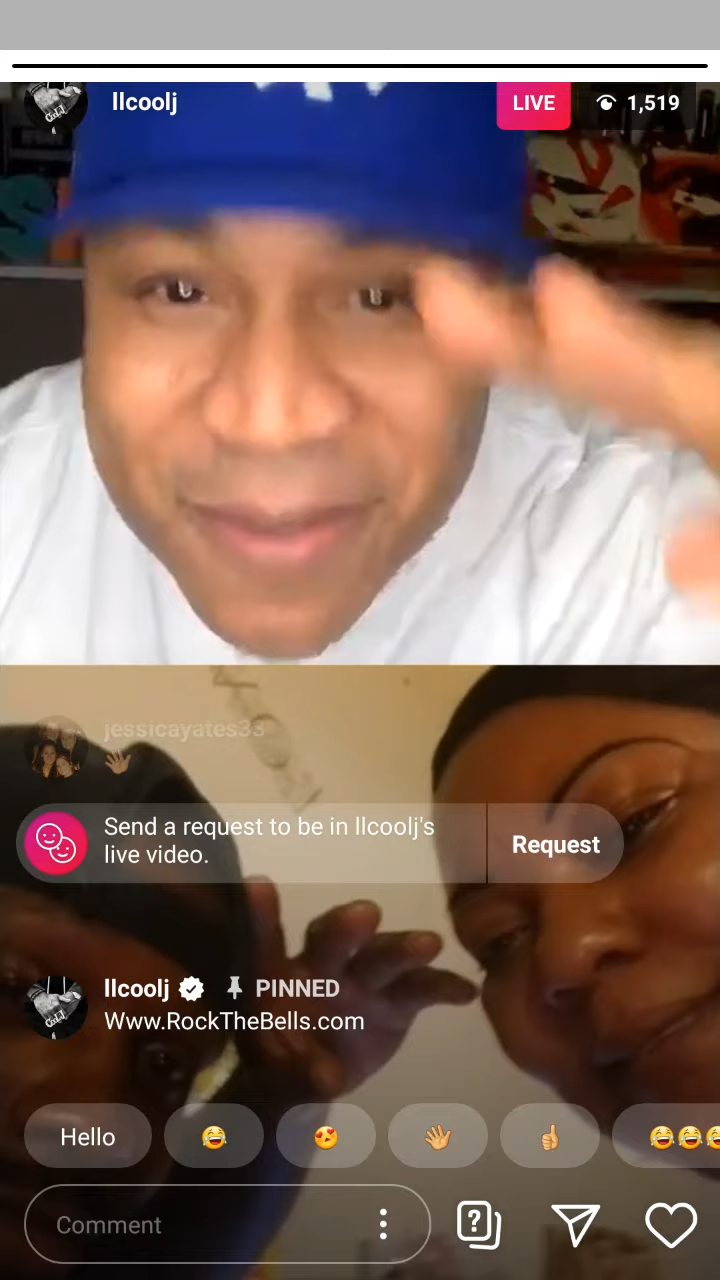 llcoolj
LIVE
1,519
jessicayates33
👋
Send a request to be in llcoolj's
live video.
Request
llcoolj PINNED
Www.RockTheBells.com
Hello
😂
😍
👋
👍
😂😂😂
Comment